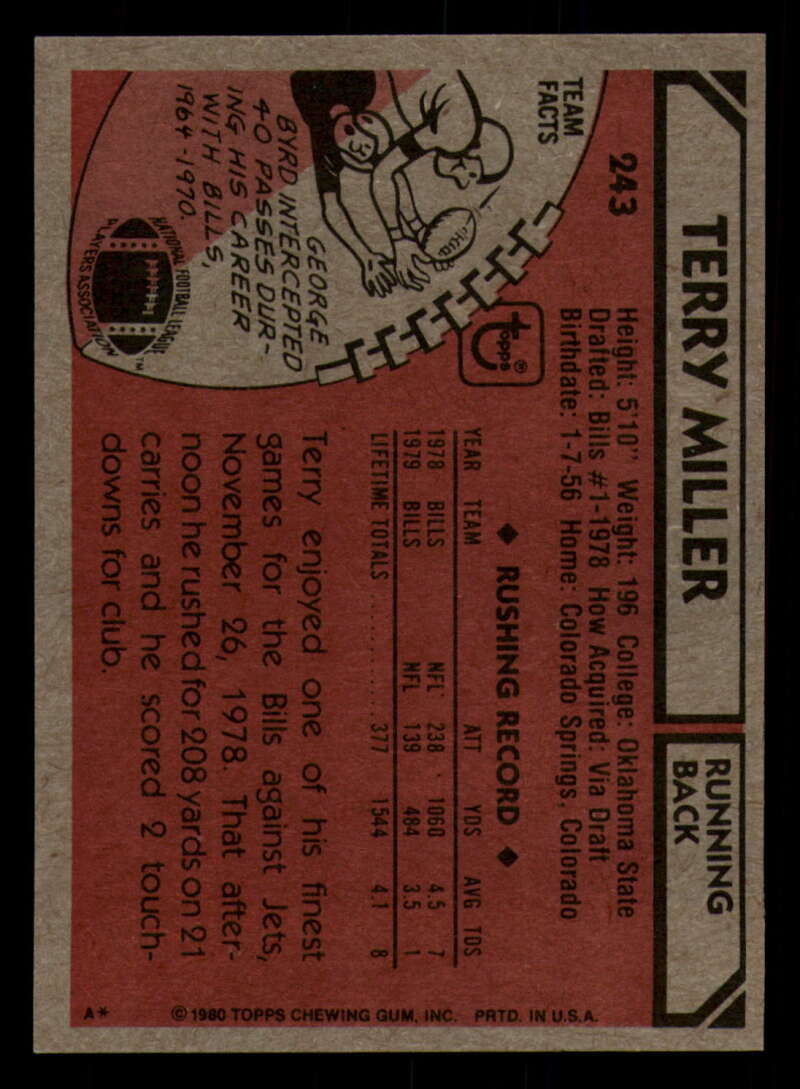 TERRY MILLER
RUNNING
BACK
243
Height: 5'10" Weight: 196 College: Oklahoma State
Drafted: Bills #1-1978 How Acquired: Via Draft
Birthdate: 1-7-56 Home: Colorado Springs, Colorado
TEAM
FACTS
GEORGE
BYRD INTERCEPTED
40 PASSES DUR-
ING HIS CAREER
WITH BILLS,
1964-1970.
NATIONAL FOOTBALL LEAGUE
PLAYERS ASSOCIATION
TM
topps®
◆ RUSHING RECORD ◆
YEAR TEAM ATT YDS AVG TDS
1978 BILLS NFL 238 1060 4.5 7
1979 BILLS NFL 139 484 3.5 1
LIFETIME TOTALS .......... 377 1544 4.1 8
Terry enjoyed one of his finest
games for the Bills against Jets,
November 26, 1978. That after-
noon he rushed for 208 yards on 21
carries and he scored 2 touch-
downs for club.
A* © 1980 TOPPS CHEWING GUM, INC. PRTD. IN U.S.A.